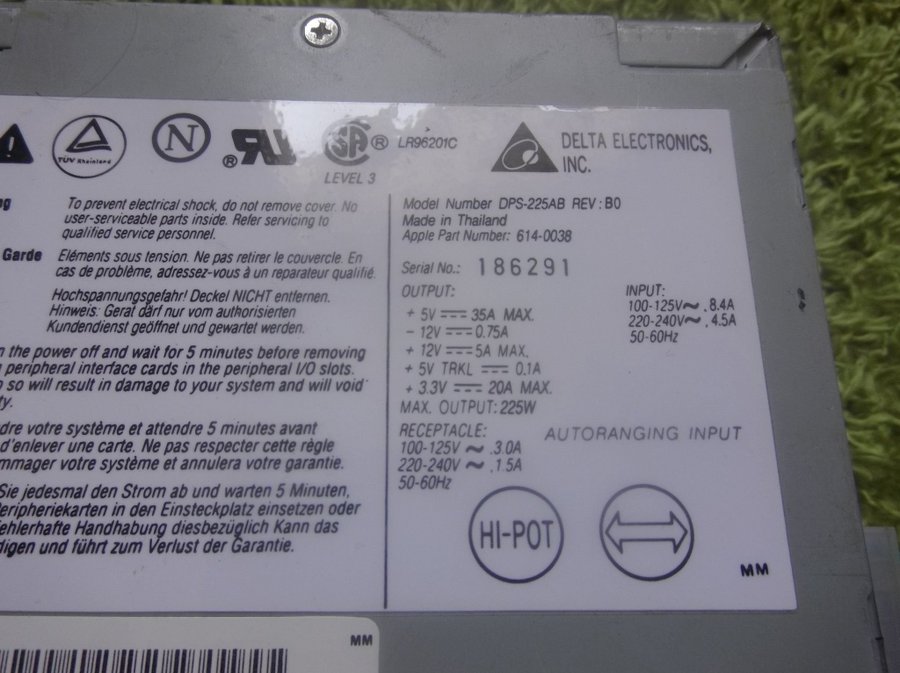 TÜV Rheinland
N
® RU
SA ® LR96201C
LEVEL 3
DELTA ELECTRONICS,
INC.
To prevent electrical shock, do not remove cover. No
user-serviceable parts inside. Refer servicing to
qualified service personnel.
Garde Eléments sous tension. Ne pas retirer le couvercle. En
cas de problème, adressez-vous à un reparateur qualifié.
Hochspannungsgefahr! Deckel NICHT entfernen.
Hinweis: Gerät darf nur vom authorisierten
Kundendienst geöffnet und gewartet werden.
the power off and wait for 5 minutes before removing
peripheral interface cards in the peripheral I/O slots.
so will result in damage to your system and will void
votre système et attendre 5 minutes avant
d'enlever une carte. Ne pas respecter cette règle
votre système et annulera votre garantie.
Sie jedesmal den Strom ab und warten 5 Minuten,
in den Einsteckplatz einsetzen oder
Handhabung diesbezüglich Kann das
und führt zum Verlust der Garantie.
Model Number DPS-225AB REV:B0
Made in Thailand
Apple Part Number: 614-0038
Serial No.: 186291
OUTPUT:
+ 5V ⎓ 35A MAX.
- 12V ⎓ 0.75A
+ 12V ⎓ 5A MAX.
+ 5V TRKL ⎓ 0.1A
+ 3.3V ⎓ 20A MAX.
MAX. OUTPUT:225W
INPUT:
100-125V~ .8.4A
220-240V~ .4.5A
50-60Hz
RECEPTACLE:
100-125V ~ .3.0A
220-240V ~ .1.5A
50-60Hz
AUTORANGING INPUT
HI-POT
MM
MM